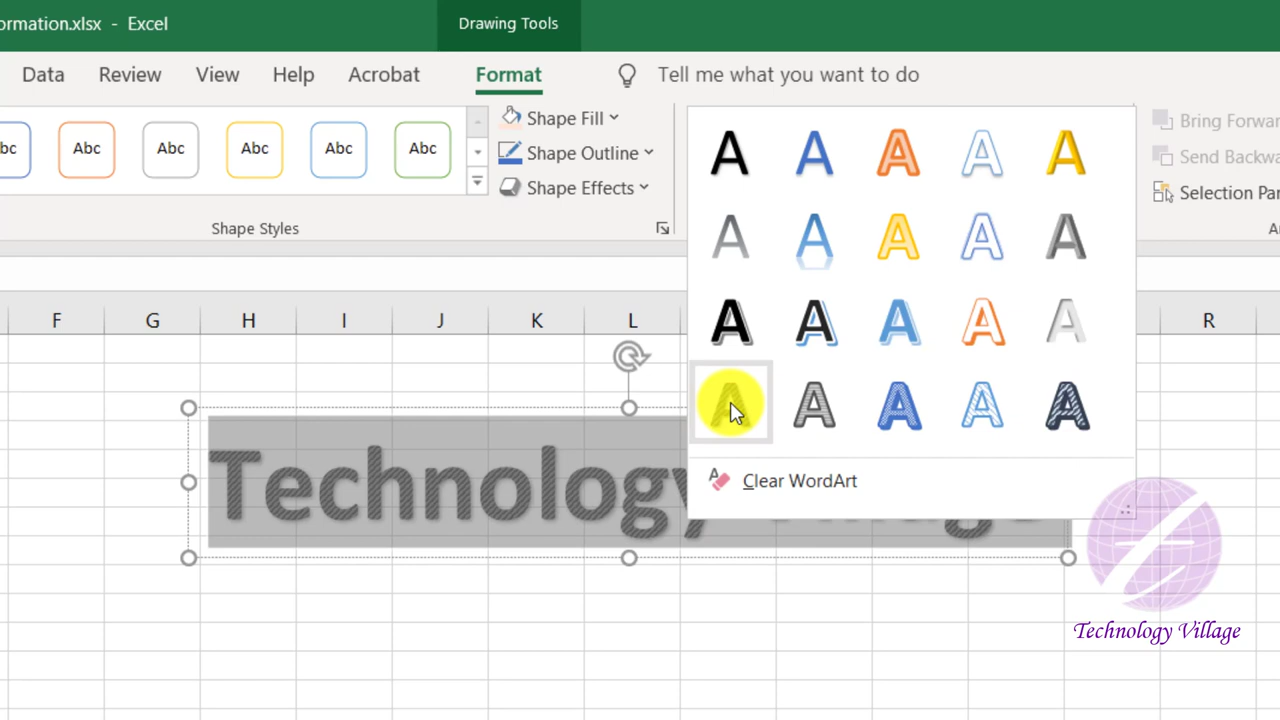 ormation.xlsx - Excel
Drawing Tools
Data Review View Help Acrobat Format Tell me what you want to do
Abc Abc Abc Abc Abc
Shape Fill
Shape Outline
Shape Effects
Shape Styles
A A A A A
A A A A A
A A A A A
A A A A A
Clear WordArt
Bring Forwar
Send Backwa
Selection Pa
F G H I J K L R
Technology
Technology Village